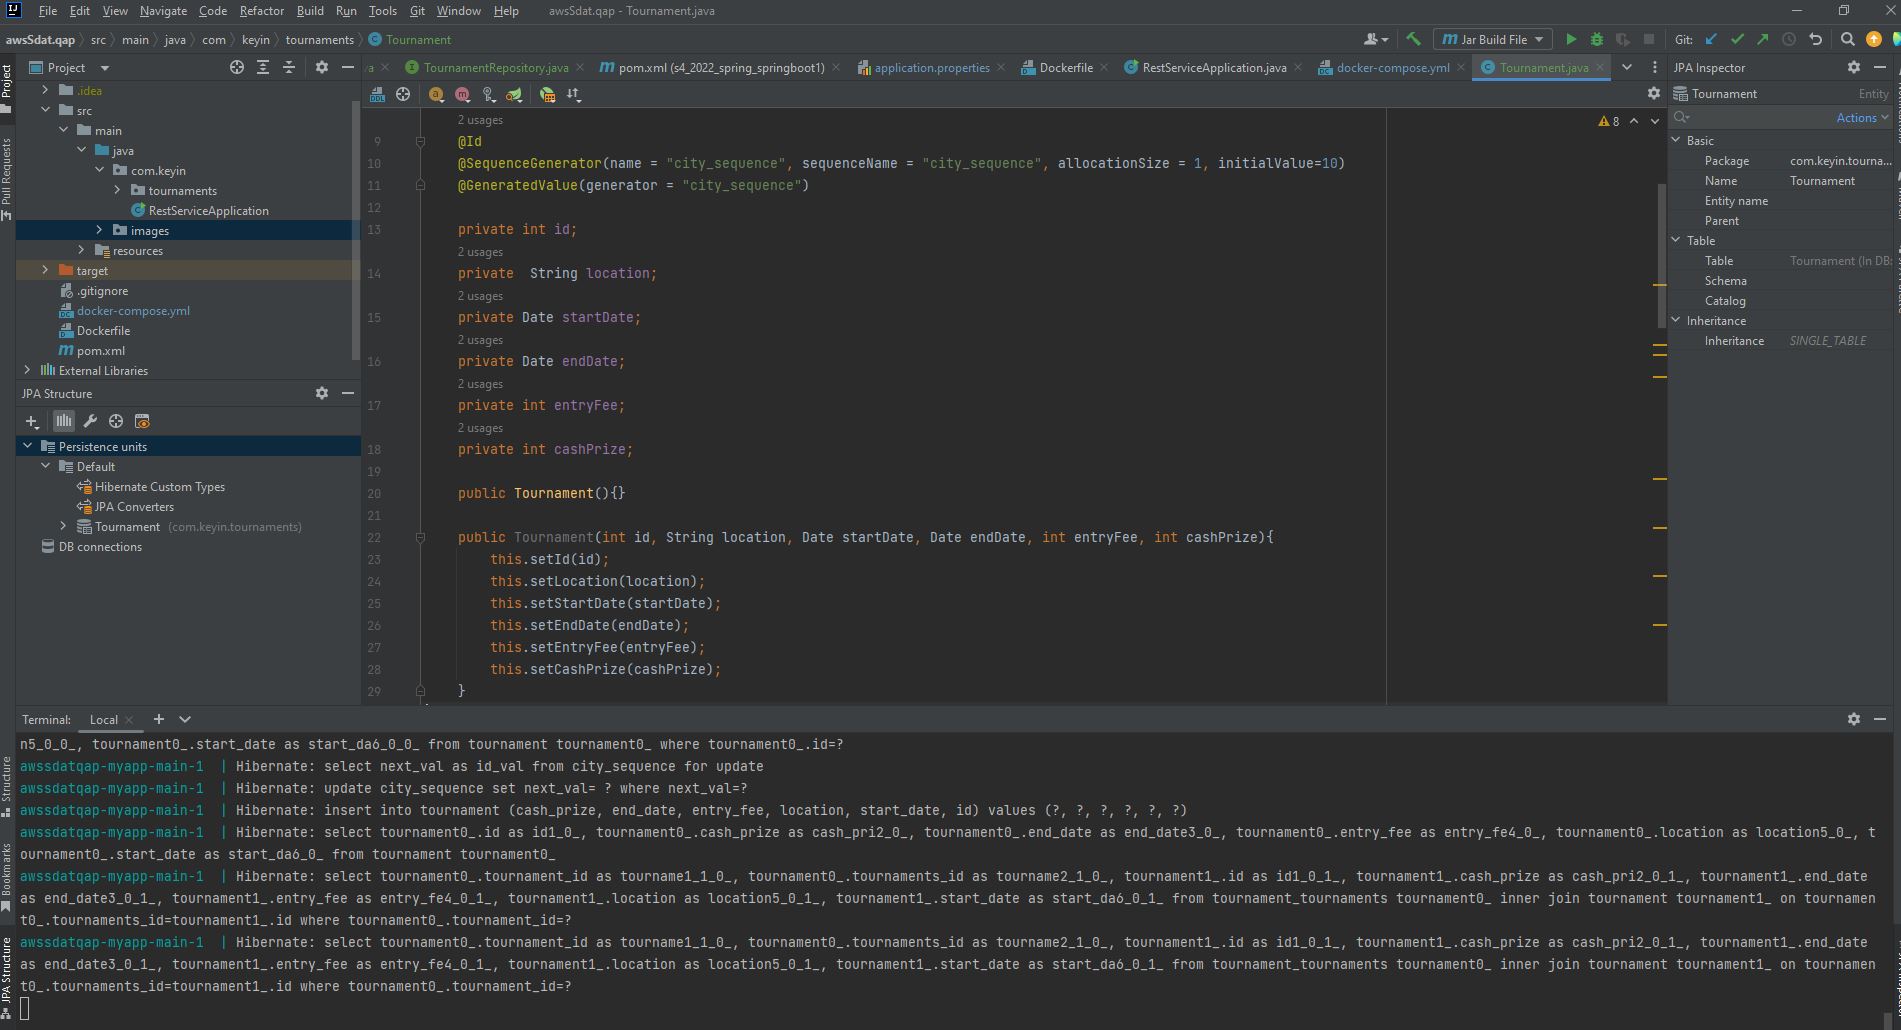 File Edit View Navigate Code Refactor Build Run Tools Git Window Help awsSdat.qap - Tournament.java
awsSdat.qap src main java com keyin tournaments Tournament
Jar Build File Git:
Project
TournamentRepository.java pom.xml (s4_2022_spring_springboot1) application.properties Dockerfile RestServiceApplication.java docker-compose.yml Tournament.java
JPA Inspector
Project
Pull Requests
.idea
src
main
java
com.keyin
tournaments
RestServiceApplication
images
resources
target
.gitignore
docker-compose.yml
Dockerfile
pom.xml
External Libraries
JPA Structure
Persistence units
Default
Hibernate Custom Types
JPA Converters
Tournament (com.keyin.tournaments)
DB connections
2 usages
8
9 @Id
10 @SequenceGenerator(name = "city_sequence", sequenceName = "city_sequence", allocationSize = 1, initialValue=10)
11 @GeneratedValue(generator = "city_sequence")
12
13 private int id;
2 usages
14 private  String location;
2 usages
15 private Date startDate;
2 usages
16 private Date endDate;
2 usages
17 private int entryFee;
2 usages
18 private int cashPrize;
19
20 public Tournament(){}
21
22 public Tournament(int id, String location, Date startDate, Date endDate, int entryFee, int cashPrize){
23 this.setId(id);
24 this.setLocation(location);
25 this.setStartDate(startDate);
26 this.setEndDate(endDate);
27 this.setEntryFee(entryFee);
28 this.setCashPrize(cashPrize);
29 }
Tournament Entity
Actions
Basic
Package com.keyin.tourna...
Name Tournament
Entity name
Parent
Table
Table Tournament (In DB:
Schema
Catalog
Inheritance
Inheritance SINGLE_TABLE
Terminal: Local
n5_0_0_, tournament0_.start_date as start_da6_0_0_ from tournament tournament0_ where tournament0_.id=?
awssdatqap-myapp-main-1  | Hibernate: select next_val as id_val from city_sequence for update
awssdatqap-myapp-main-1  | Hibernate: update city_sequence set next_val= ? where next_val=?
awssdatqap-myapp-main-1  | Hibernate: insert into tournament (cash_prize, end_date, entry_fee, location, start_date, id) values (?, ?, ?, ?, ?, ?)
awssdatqap-myapp-main-1  | Hibernate: select tournament0_.id as id1_0_, tournament0_.cash_prize as cash_pri2_0_, tournament0_.end_date as end_date3_0_, tournament0_.entry_fee as entry_fe4_0_, tournament0_.location as location5_0_, t
ournament0_.start_date as start_da6_0_ from tournament tournament0_
awssdatqap-myapp-main-1  | Hibernate: select tournament0_.tournament_id as tourname1_1_0_, tournament0_.tournaments_id as tourname2_1_0_, tournament1_.id as id1_0_1_, tournament1_.cash_prize as cash_pri2_0_1_, tournament1_.end_date
as end_date3_0_1_, tournament1_.entry_fee as entry_fe4_0_1_, tournament1_.location as location5_0_1_, tournament1_.start_date as start_da6_0_1_ from tournament_tournaments tournament0_ inner join tournament tournament1_ on tournamen
t0_.tournaments_id=tournament1_.id where tournament0_.tournament_id=?
awssdatqap-myapp-main-1  | Hibernate: select tournament0_.tournament_id as tourname1_1_0_, tournament0_.tournaments_id as tourname2_1_0_, tournament1_.id as id1_0_1_, tournament1_.cash_prize as cash_pri2_0_1_, tournament1_.end_date
as end_date3_0_1_, tournament1_.entry_fee as entry_fe4_0_1_, tournament1_.location as location5_0_1_, tournament1_.start_date as start_da6_0_1_ from tournament_tournaments tournament0_ inner join tournament tournament1_ on tournamen
t0_.tournaments_id=tournament1_.id where tournament0_.tournament_id=?
Structure
Bookmarks
JPA Structure